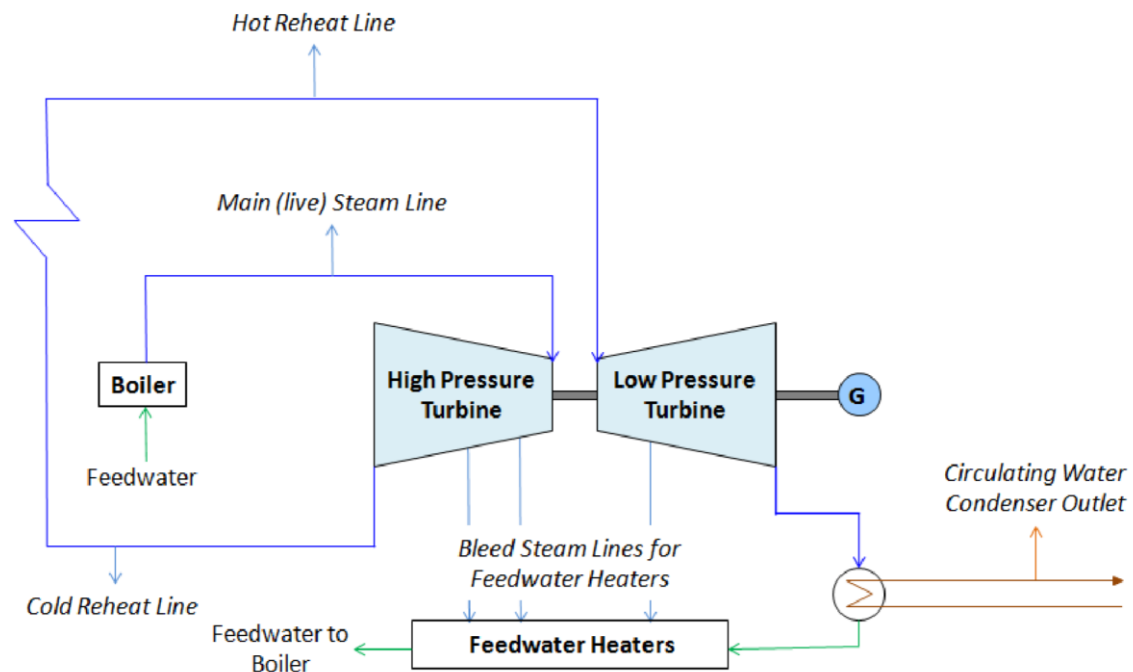 Hot Reheat Line
Main (live) Steam Line
Boiler
High Pressure
Turbine
Low Pressure
Turbine
G
Feedwater
Circulating Water
Condenser Outlet
Bleed Steam Lines for
Feedwater Heaters
Cold Reheat Line
Feedwater to
Boiler
Feedwater Heaters